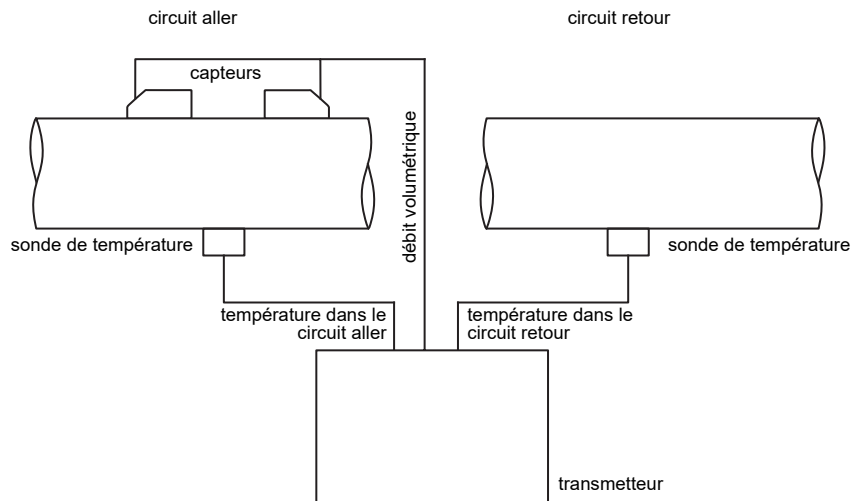 circuit aller
circuit retour
capteurs
débit volumétrique
sonde de température
sonde de température
température dans le
circuit aller
température dans le
circuit retour
transmetteur